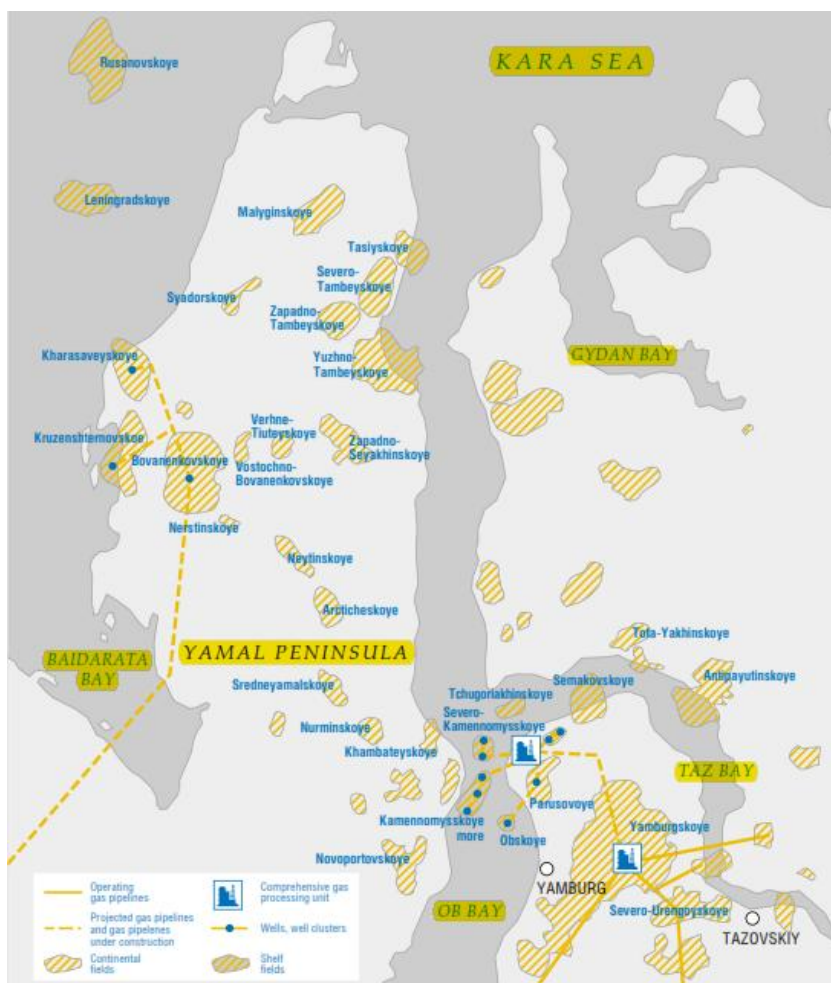 KARA SEA
Rusanovskoye
Leningradskoye
Malyginskoye
Tasiyskoye
Severo-
Tambeyskoye
Syadorskoye
Zapadno-
Tambeyskoye
Kharasaveyskoye
Yuzhno-
Tambeyskoye
GYDAN BAY
Kruzenshternovskoe
Verhne-
Tiuteyskoye
Zapadno-
Seyakhinskoye
Bovanenkovskoye
Vostochno-
Bovanenkovskoye
Nerstinskoye
Neytinskoye
Arcticheskoye
Tota-Yakhinskoye
BAIDARATA
BAY
YAMAL PENINSULA
Antipayutinskoye
Semakovskoye
Tchugorlakhinskoye
Sredneyamalskoye
Severo-
Kamennomysskoye
Nurminskoye
Khambateyskoye
TAZ BAY
Parusovoye
Kamennomysskoye
more
Obskoye
Yamburgskoye
Novoportovskoye
YAMBURG
OB BAY
Severo-Urengoyskoye
TAZOVSKIY
Operating
gas pipelines
Comprehensive gas
processing unit
Projected gas pipelines
and gas pipelenes
under construction
Wells, well clusters
Continental
fields
Shelf
fields